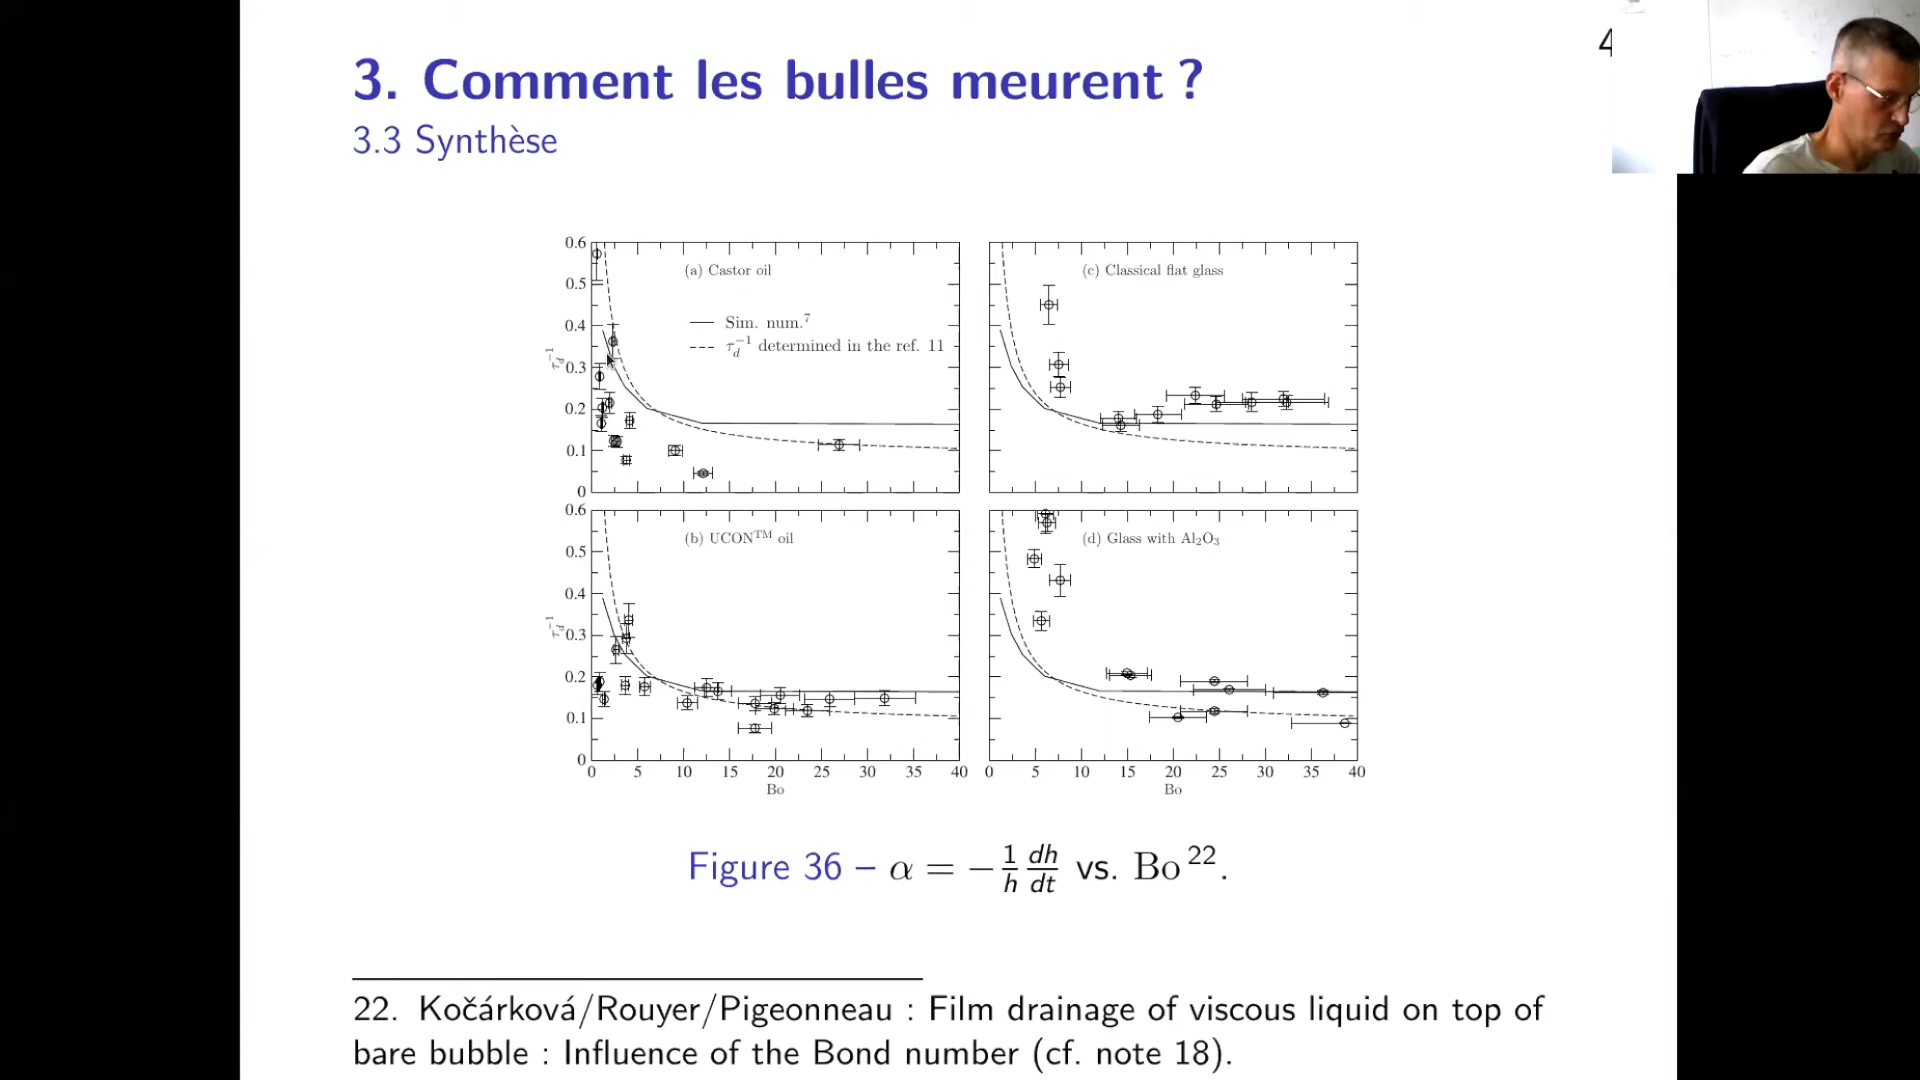 4
3. Comment les bulles meurent ?
3.3 Synthèse
0.6
0.5
0.4
0.3
0.2
0.1
0
τd⁻¹
(a) Castor oil
Sim. num.⁷
τd⁻¹ determined in the ref. 11
(c) Classical flat glass
0.6
0.5
0.4
0.3
0.2
0.1
0
τd⁻¹
(b) UCON™ oil
(d) Glass with Al₂O₃
0 5 10 15 20 25 30 35 40
0 5 10 15 20 25 30 35 40
Bo
Bo
Figure 36 – α = −1/h dh/dt vs. Bo ²².
22. Kočárková/Rouyer/Pigeonneau : Film drainage of viscous liquid on top of
bare bubble : Influence of the Bond number (cf. note 18).